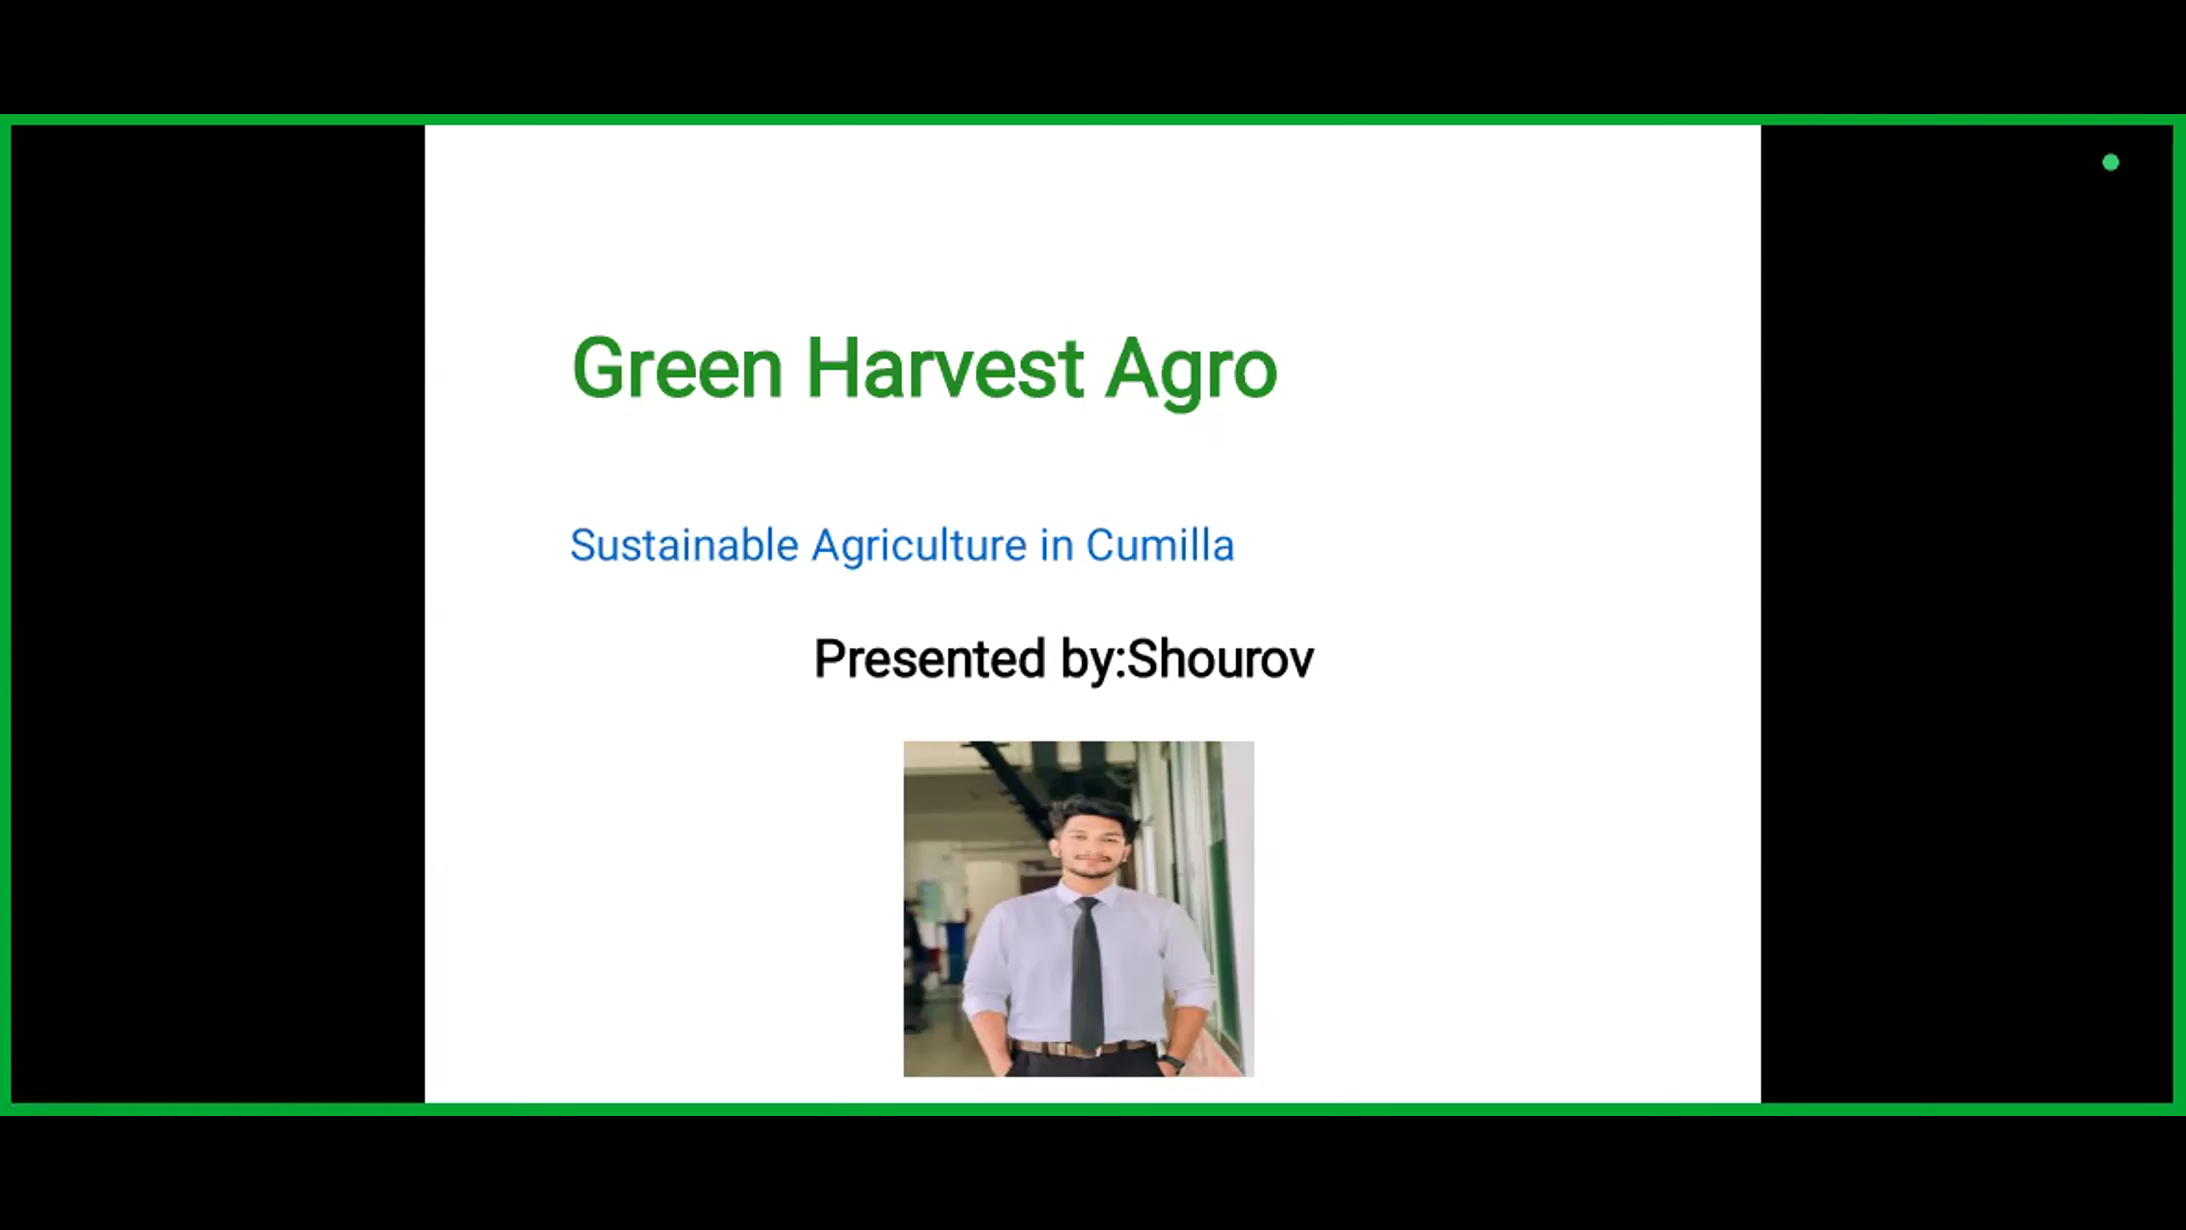 Green Harvest Agro
Sustainable Agriculture in Cumilla
Presented by:Shourov